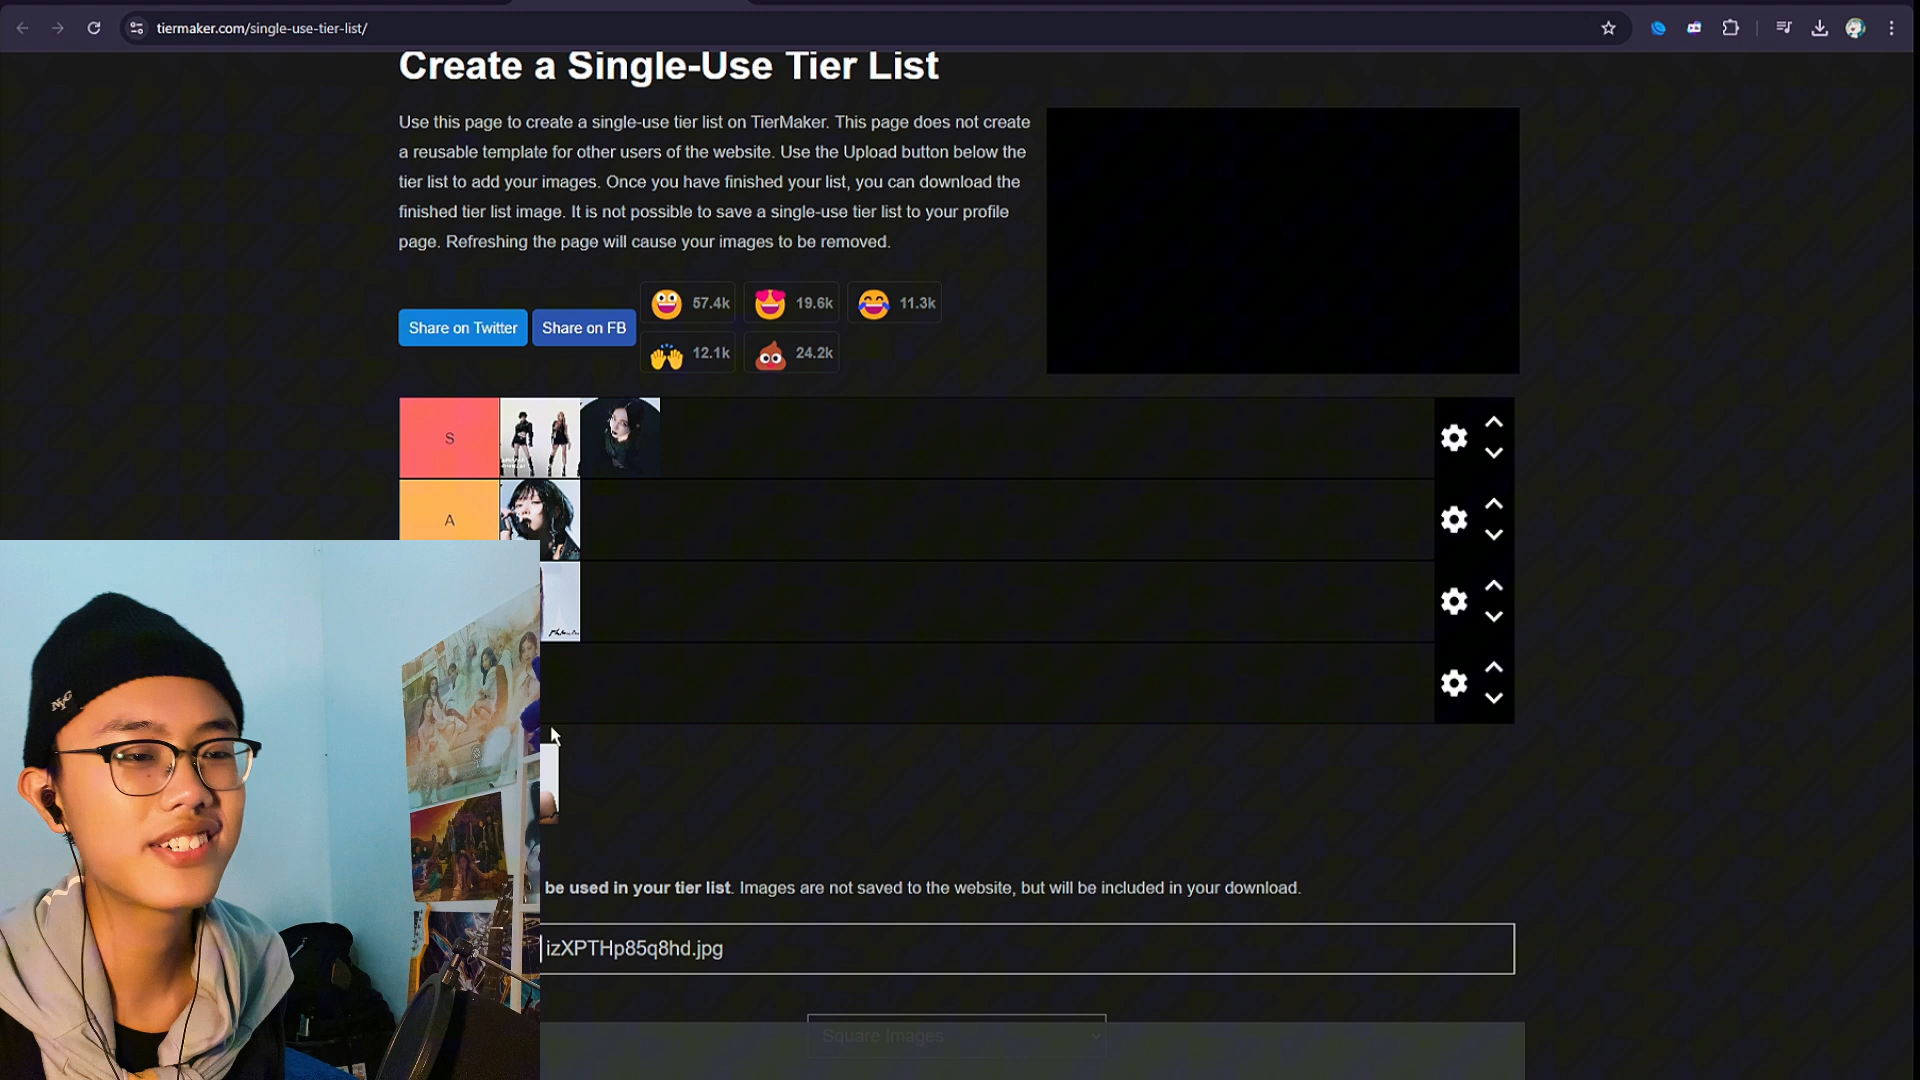 tiermaker.com/single-use-tier-list/
Create a Single-Use Tier List
Use this page to create a single-use tier list on TierMaker. This page does not create
a reusable template for other users of the website. Use the Upload button below the
tier list to add your images. Once you have finished your list, you can download the
finished tier list image. It is not possible to save a single-use tier list to your profile
page. Refreshing the page will cause your images to be removed.
57.4k
19.6k
11.3k
Share on Twitter
Share on FB
12.1k
24.2k
S
A
be used in your tier list. Images are not saved to the website, but will be included in your download.
izXPTHp85q8hd.jpg
Square Images